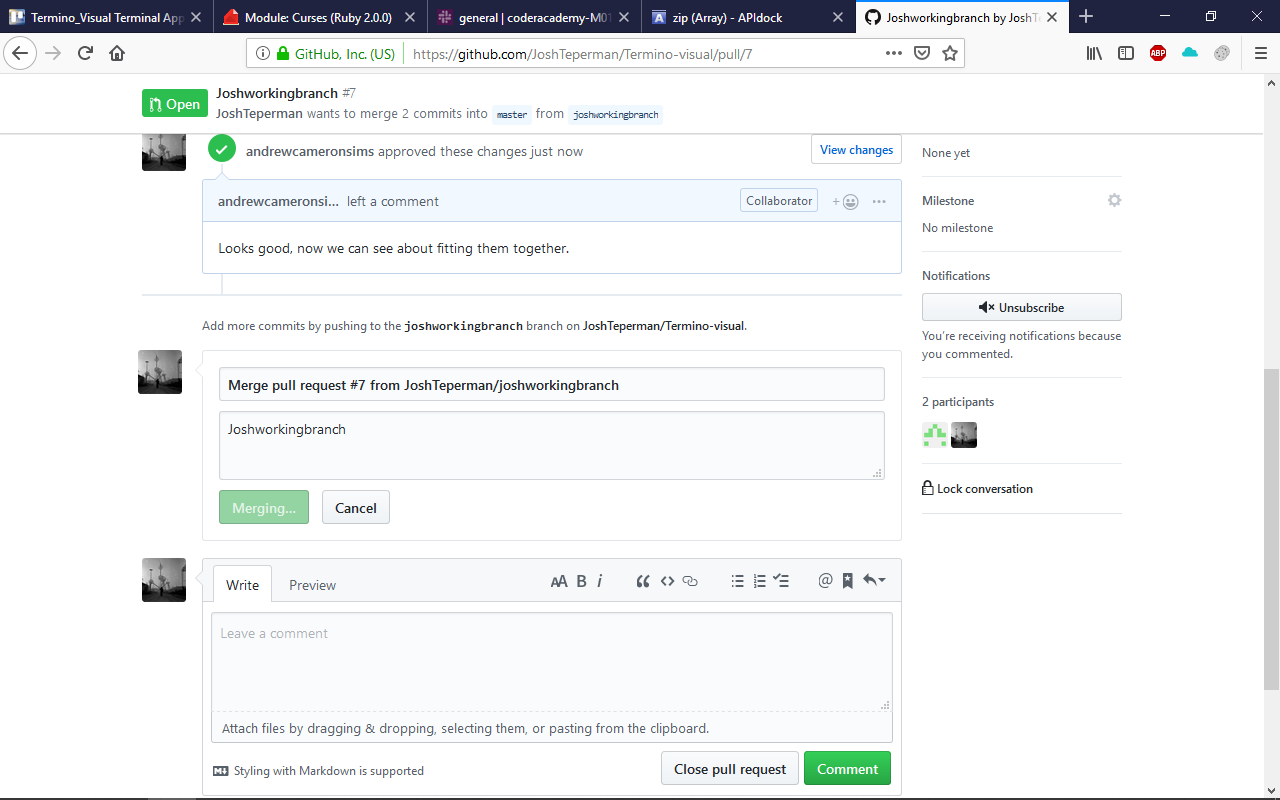 Termino_Visual Terminal App
Module: Curses (Ruby 2.0.0)
general | coderacademy-M01
zip (Array) - APIdock
Joshworkingbranch by JoshT
GitHub, Inc. (US)
https://github.com/JoshTeperman/Termino-visual/pull/7
ABP
Open
Joshworkingbranch #7
JoshTeperman wants to merge 2 commits into master from joshworkingbranch
andrewcameronsims approved these changes just now
View changes
andrewcameronsi... left a comment
Collaborator
Looks good, now we can see about fitting them together.
Add more commits by pushing to the joshworkingbranch branch on JoshTeperman/Termino-visual.
Merge pull request #7 from JoshTeperman/joshworkingbranch
Joshworkingbranch
Merging...
Cancel
Write
Preview
AA B i
Leave a comment
Attach files by dragging & dropping, selecting them, or pasting from the clipboard.
Styling with Markdown is supported
Close pull request
Comment
None yet
Milestone
No milestone
Notifications
Unsubscribe
You're receiving notifications because
you commented.
2 participants
Lock conversation